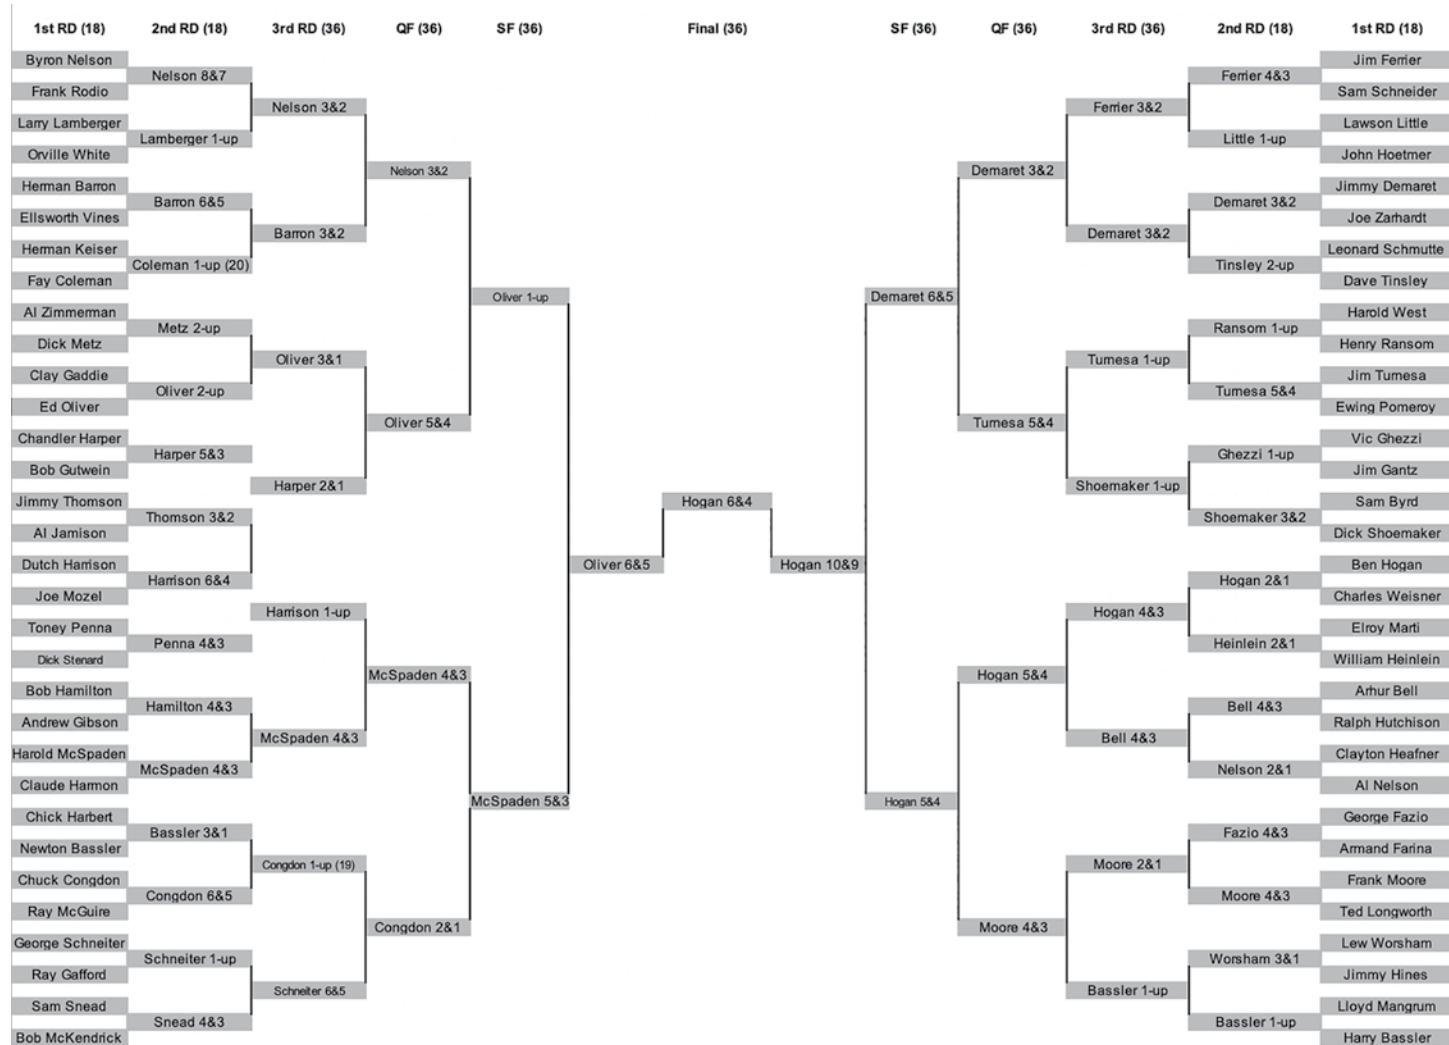 1st RD (18) 2nd RD (18) 3rd RD (36) QF (36) SF (36) Final (36) SF (36) QF (36) 3rd RD (36) 2nd RD (18) 1st RD (18)
Byron Nelson Jim Ferrier
Nelson 8&7 Ferrier 4&3
Frank Rodio Sam Schneider
Nelson 3&2 Ferrier 3&2
Larry Lamberger Lawson Little
Lamberger 1-up Little 1-up
Orville White John Hoetmer
Nelson 3&2 Demaret 3&2
Herman Barron Jimmy Demaret
Barron 6&5 Demaret 3&2
Ellsworth Vines Joe Zarhardt
Barron 3&2 Demaret 3&2
Herman Keiser Leonard Schmutte
Coleman 1-up (20) Tinsley 2-up
Fay Coleman Dave Tinsley
Oliver 1-up Demaret 6&5
Al Zimmerman Harold West
Metz 2-up Ransom 1-up
Dick Metz Henry Ransom
Oliver 3&1 Turnesa 1-up
Clay Gaddie Jim Turnesa
Oliver 2-up Turnesa 5&4
Ed Oliver Ewing Pomeroy
Oliver 5&4 Turnesa 5&4
Chandler Harper Vic Ghezzi
Harper 5&3 Ghezzi 1-up
Bob Gutwein Jim Gantz
Harper 2&1 Shoemaker 1-up
Jimmy Thomson Hogan 6&4 Sam Byrd
Thomson 3&2 Shoemaker 3&2
Al Jamison Dick Shoemaker
Dutch Harrison Oliver 6&5 Hogan 10&9 Ben Hogan
Harrison 6&4 Hogan 2&1
Joe Mozel Charles Weisner
Harrison 1-up Hogan 4&3
Toney Penna Elroy Marti
Penna 4&3 Heinlein 2&1
Dick Stenard William Heinlein
McSpaden 4&3 Hogan 5&4
Bob Hamilton Arhur Bell
Hamilton 4&3 Bell 4&3
Andrew Gibson Ralph Hutchison
McSpaden 4&3 Bell 4&3
Harold McSpaden Clayton Heafner
McSpaden 4&3 Nelson 2&1
Claude Harmon Al Nelson
McSpaden 5&3 Hogan 5&4
Chick Harbert George Fazio
Bassler 3&1 Fazio 4&3
Newton Bassler Armand Farina
Congdon 1-up (19) Moore 2&1
Chuck Congdon Frank Moore
Congdon 6&5 Moore 4&3
Ray McGuire Ted Longworth
Congdon 2&1 Moore 4&3
George Schneiter Lew Worsham
Schneiter 1-up Worsham 3&1
Ray Gafford Jimmy Hines
Schneiter 6&5 Bassler 1-up
Sam Snead Lloyd Mangrum
Snead 4&3 Bassler 1-up
Bob McKendrick Harry Bassler